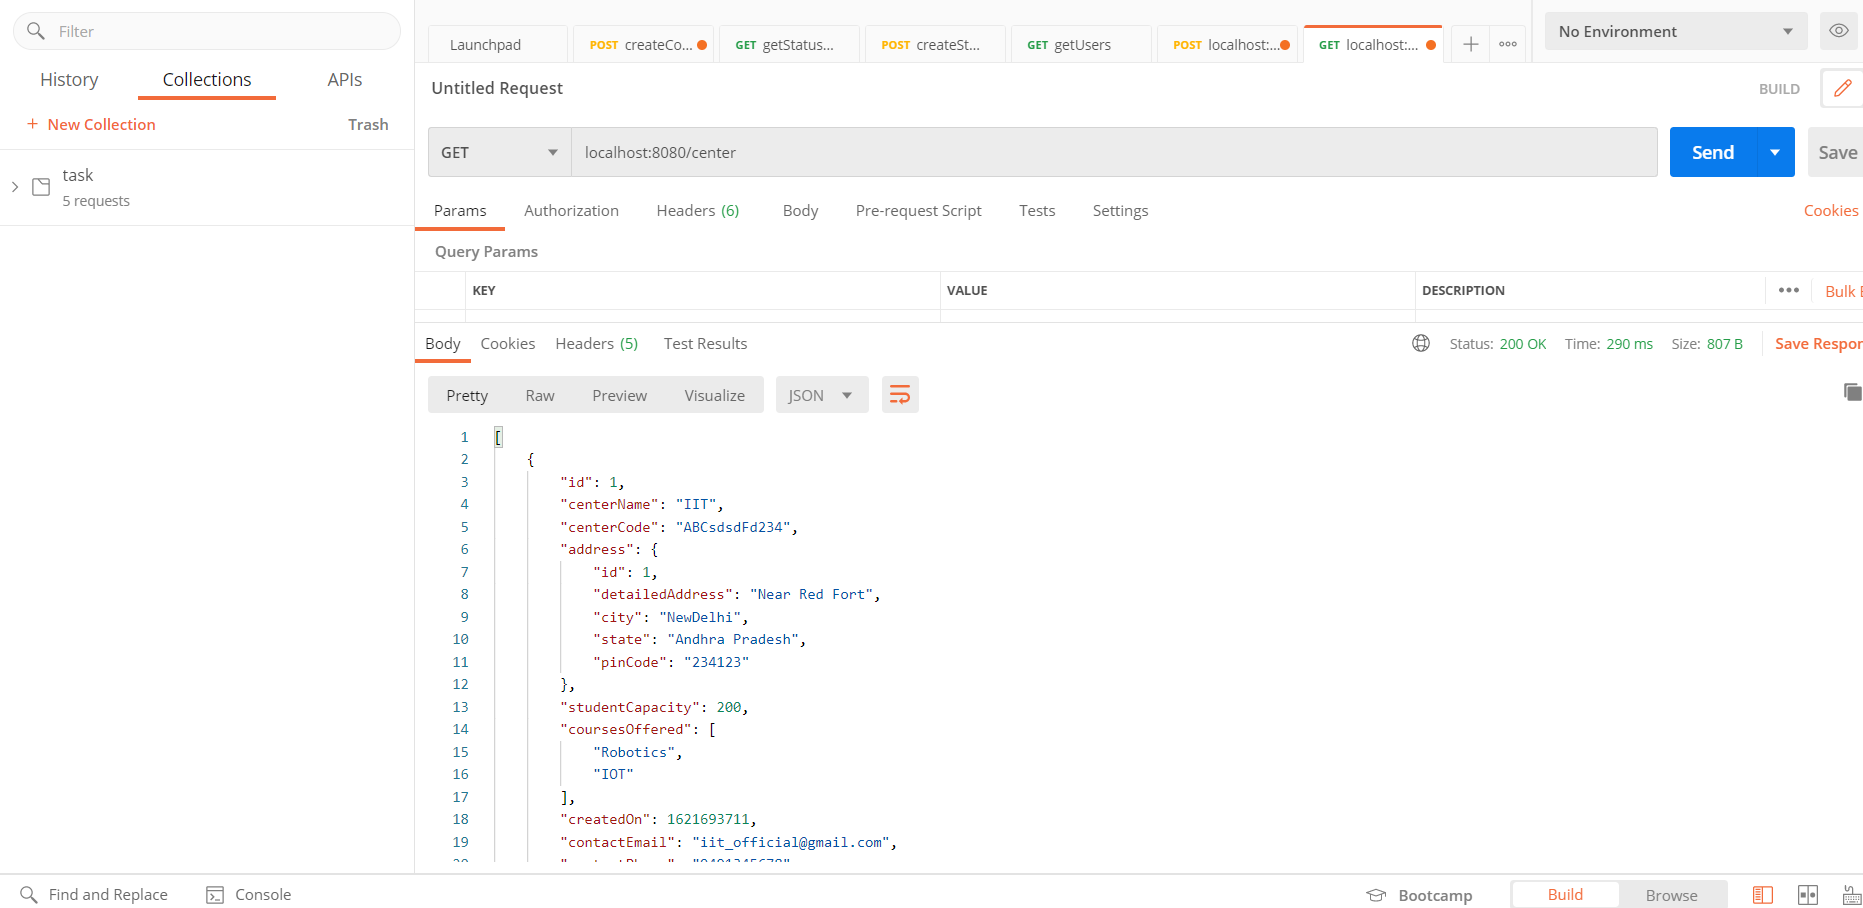 Filter
History Collections APIs
+ New Collection Trash
task
5 requests
Launchpad POST createCo... GET getStatus... POST createSt... GET getUsers POST localhost:... GET localhost:... + ooo No Environment
Untitled Request BUILD
GET localhost:8080/center Send Save
Params Authorization Headers (6) Body Pre-request Script Tests Settings Cookies
Query Params
KEY VALUE DESCRIPTION ••• Bulk E
Body Cookies Headers (5) Test Results Status: 200 OK Time: 290 ms Size: 807 B Save Respon
Pretty Raw Preview Visualize JSON
1 [
2 {
3 "id": 1,
4 "centerName": "IIT",
5 "centerCode": "ABCsdsdFd234",
6 "address": {
7 "id": 1,
8 "detailedAddress": "Near Red Fort",
9 "city": "NewDelhi",
10 "state": "Andhra Pradesh",
11 "pinCode": "234123"
12 },
13 "studentCapacity": 200,
14 "coursesOffered": [
15 "Robotics",
16 "IOT"
17 ],
18 "createdOn": 1621693711,
19 "contactEmail": "iit_official@gmail.com",
Find and Replace Console Bootcamp Build Browse